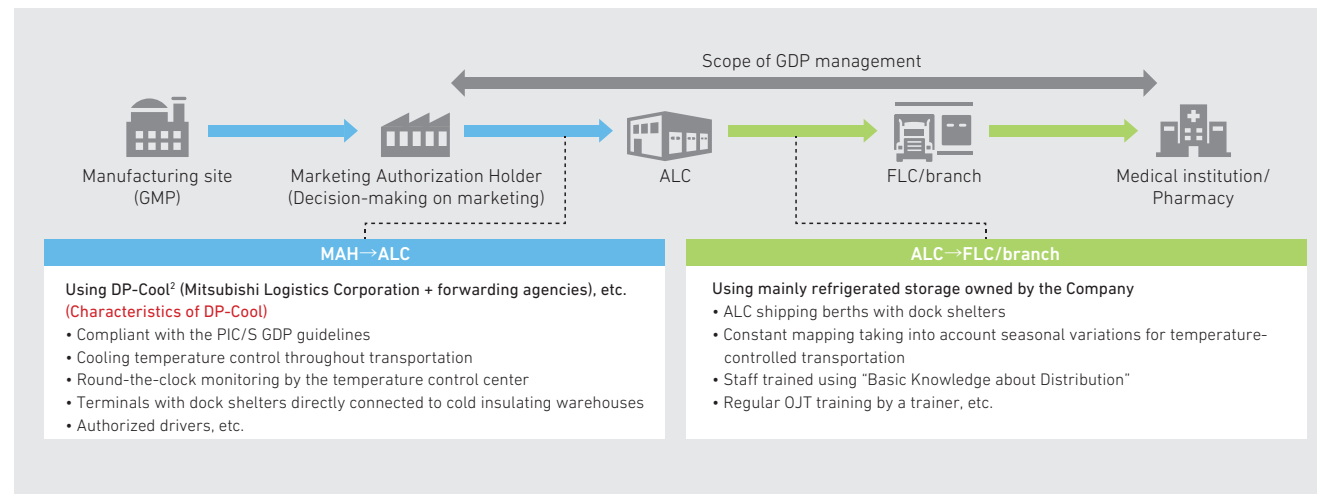 Scope of GDP management
Manufacturing site
(GMP)
Marketing Authorization Holder
(Decision-making on marketing)
ALC
FLC/branch
Medical institution/
Pharmacy
MAH→ALC
Using DP-Cool² (Mitsubishi Logistics Corporation + forwarding agencies), etc.
(Characteristics of DP-Cool)
• Compliant with the PIC/S GDP guidelines
• Cooling temperature control throughout transportation
• Round-the-clock monitoring by the temperature control center
• Terminals with dock shelters directly connected to cold insulating warehouses
• Authorized drivers, etc.
ALC→FLC/branch
Using mainly refrigerated storage owned by the Company
• ALC shipping berths with dock shelters
• Constant mapping taking into account seasonal variations for temperature-
controlled transportation
• Staff trained using “Basic Knowledge about Distribution”
• Regular OJT training by a trainer, etc.